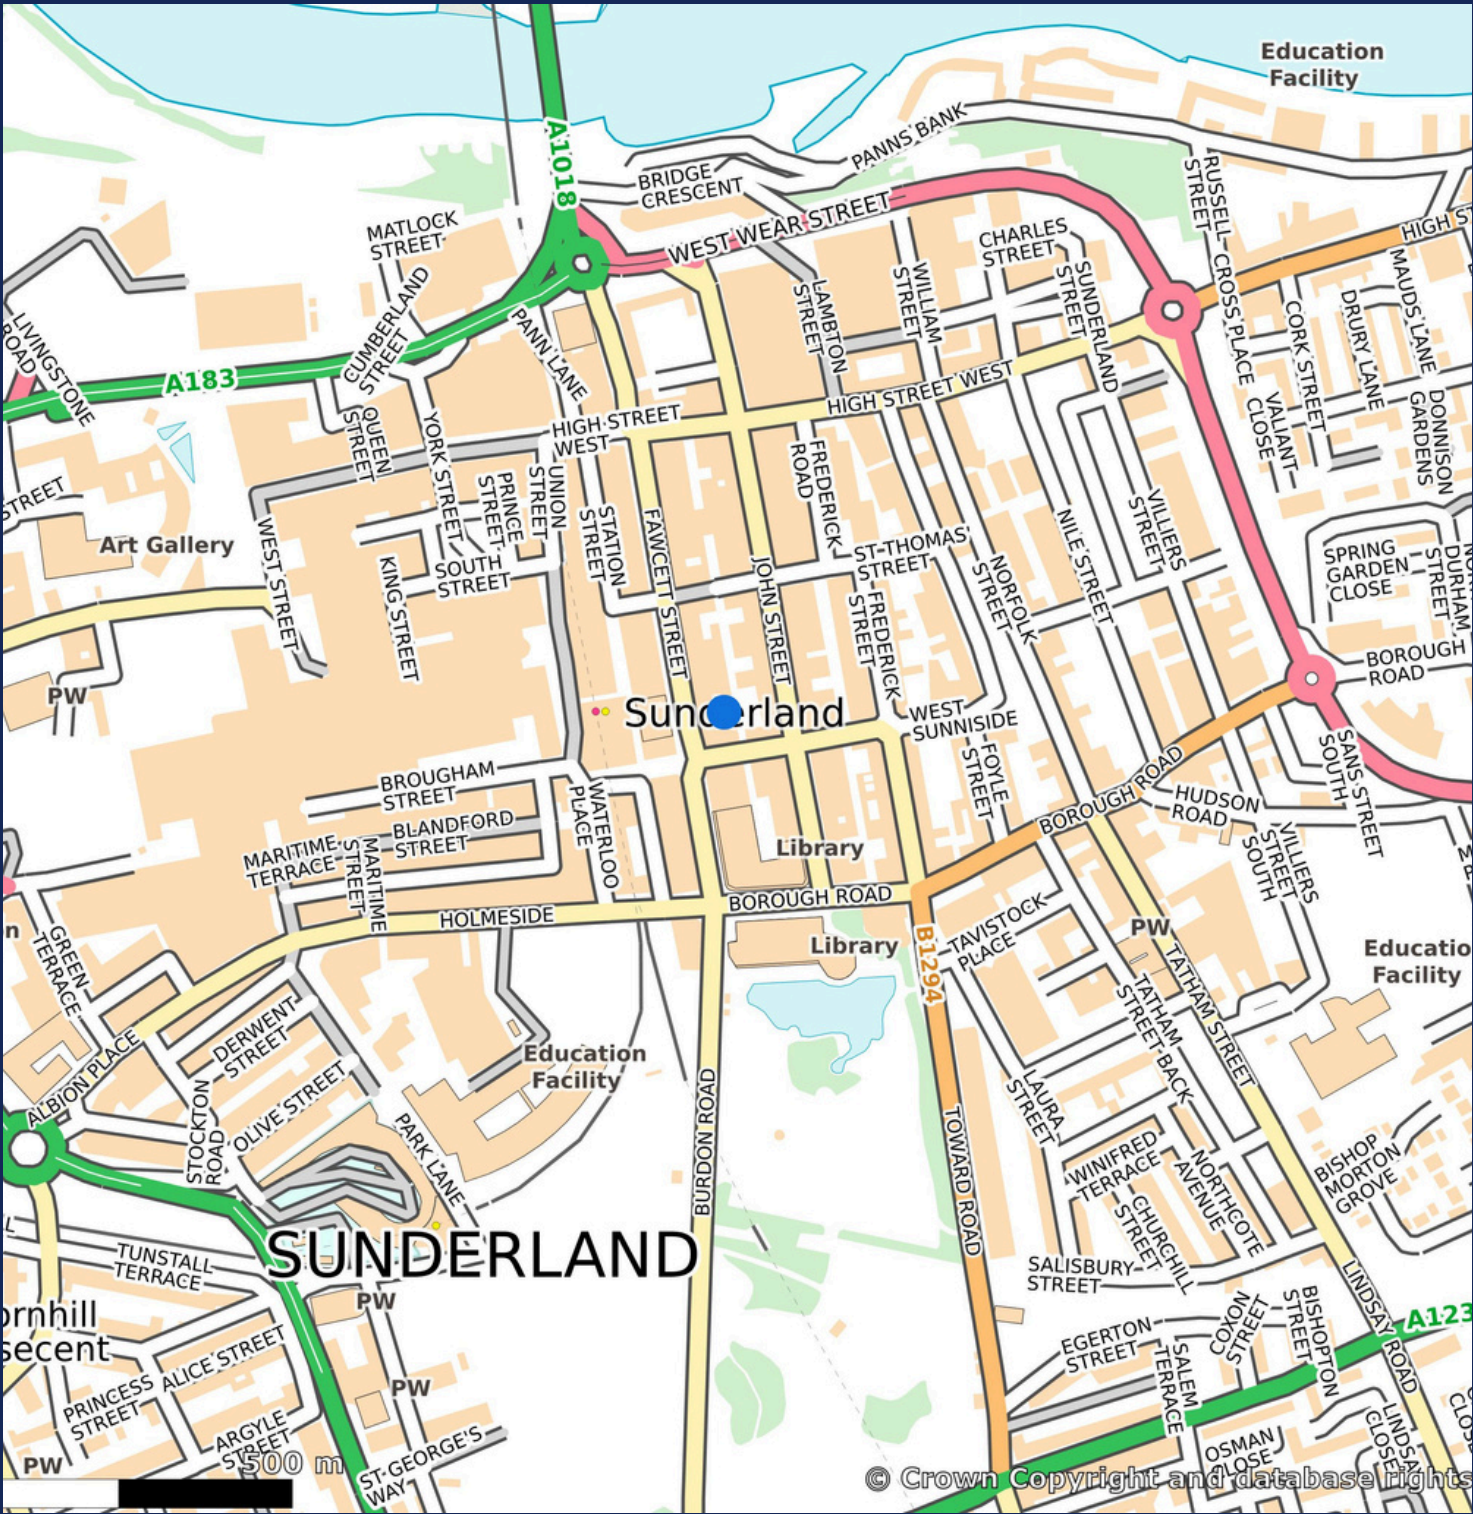 Education
Facility
A1018
PANNS BANK
BRIDGE
CRESCENT
RUSSELL
STREET
MATLOCK
STREET
WEST WEAR STREET
CHARLES
STREET
HIGH S
CROSS PLACE
MAUDS LANE
CUMBERLAND
STREET
WILLIAM
STREET
SUNDERLAND
STREET
LAMBTON
STREET
CORK STREET
DRURY LANE
LIVINGSTONE
ROAD
PANN LANE
A183
HIGH STREET WEST
DONNISON
GARDENS
VALIANT
CLOSE
HIGH STREET
WEST
QUEEN
STREET
YORK STREET
FREDERICK
ROAD
PRINCE
STREET
UNION
STREET
STREET
VILLIERS
STREET
STATION
STREET
FAWCETT STREET
NILE STREET
WEST STREET
Art Gallery
ST THOMAS'
STREET
NORFOLK
STREET
SPRING
GARDEN
CLOSE
DURHAM
STREET
KING STREET
SOUTH
STREET
JOHN STREET
FREDERICK
STREET
BOROUGH
ROAD
PW
Sunderland
WEST
SUNNISIDE
FOYLE
STREET
SANS STREET
SOUTH
BROUGHAM
STREET
WATERLOO
PLACE
BOROUGH ROAD
HUDSON
ROAD
BLANDFORD
STREET
MARITIME
TERRACE
MARITIME
STREET
Library
VILLIERS
STREET
SOUTH
BOROUGH ROAD
HOLMESIDE
TAVISTOCK
PLACE
PW
n
GREEN
TERRACE
Library
B1294
Educatio
Facility
TATHAM STREET
TATHAM
STREET BACK
DERWENT
STREET
Education
Facility
ALBION PLACE
STOCKTON
ROAD
OLIVE STREET
BURDON ROAD
LAURA
STREET
PARK LANE
TOWARD ROAD
WINIFRED
TERRACE
NORTHCOTE
AVENUE
BISHOP
MORTON
GROVE
CHURCHILL
STREET
SUNDERLAND
TUNSTALL
TERRACE
SALISBURY
STREET
LINDSAY ROAD
PW
ornhill
secent
A123
COXON
STREET
BISHOPTON
STREET
EGERTON
STREET
SALEM
TERRACE
PRINCESS
STREET
ALICE STREET
PW
ARGYLE
STREET
LINDSAY
CLOSE
CLO
OSMAN
CLOSE
PW
500 m
ST GEORGE'S
WAY
© Crown Copyright and database rights